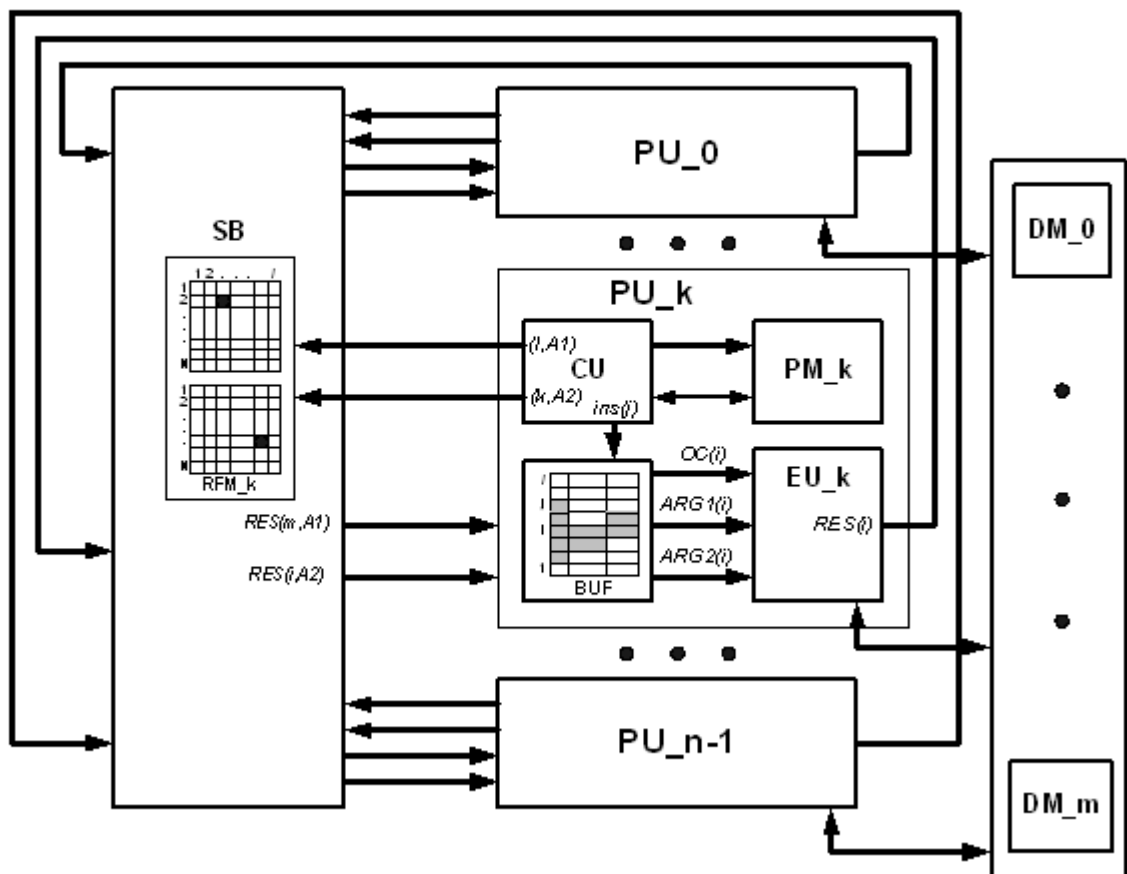 PU_0
DM_0
SB
1 2 . . . l
1
2
.
.
.
N
1
2
.
.
.
N
RFM_k
PU_k
(l,A1)
CU
(k,A2)
ins(i)
PM_k
OC(i)
EU_k
ARG1(i)
RES(i)
ARG2(i)
BUF
RES(m,A1)
RES(i,A2)
PU_n-1
DM_m